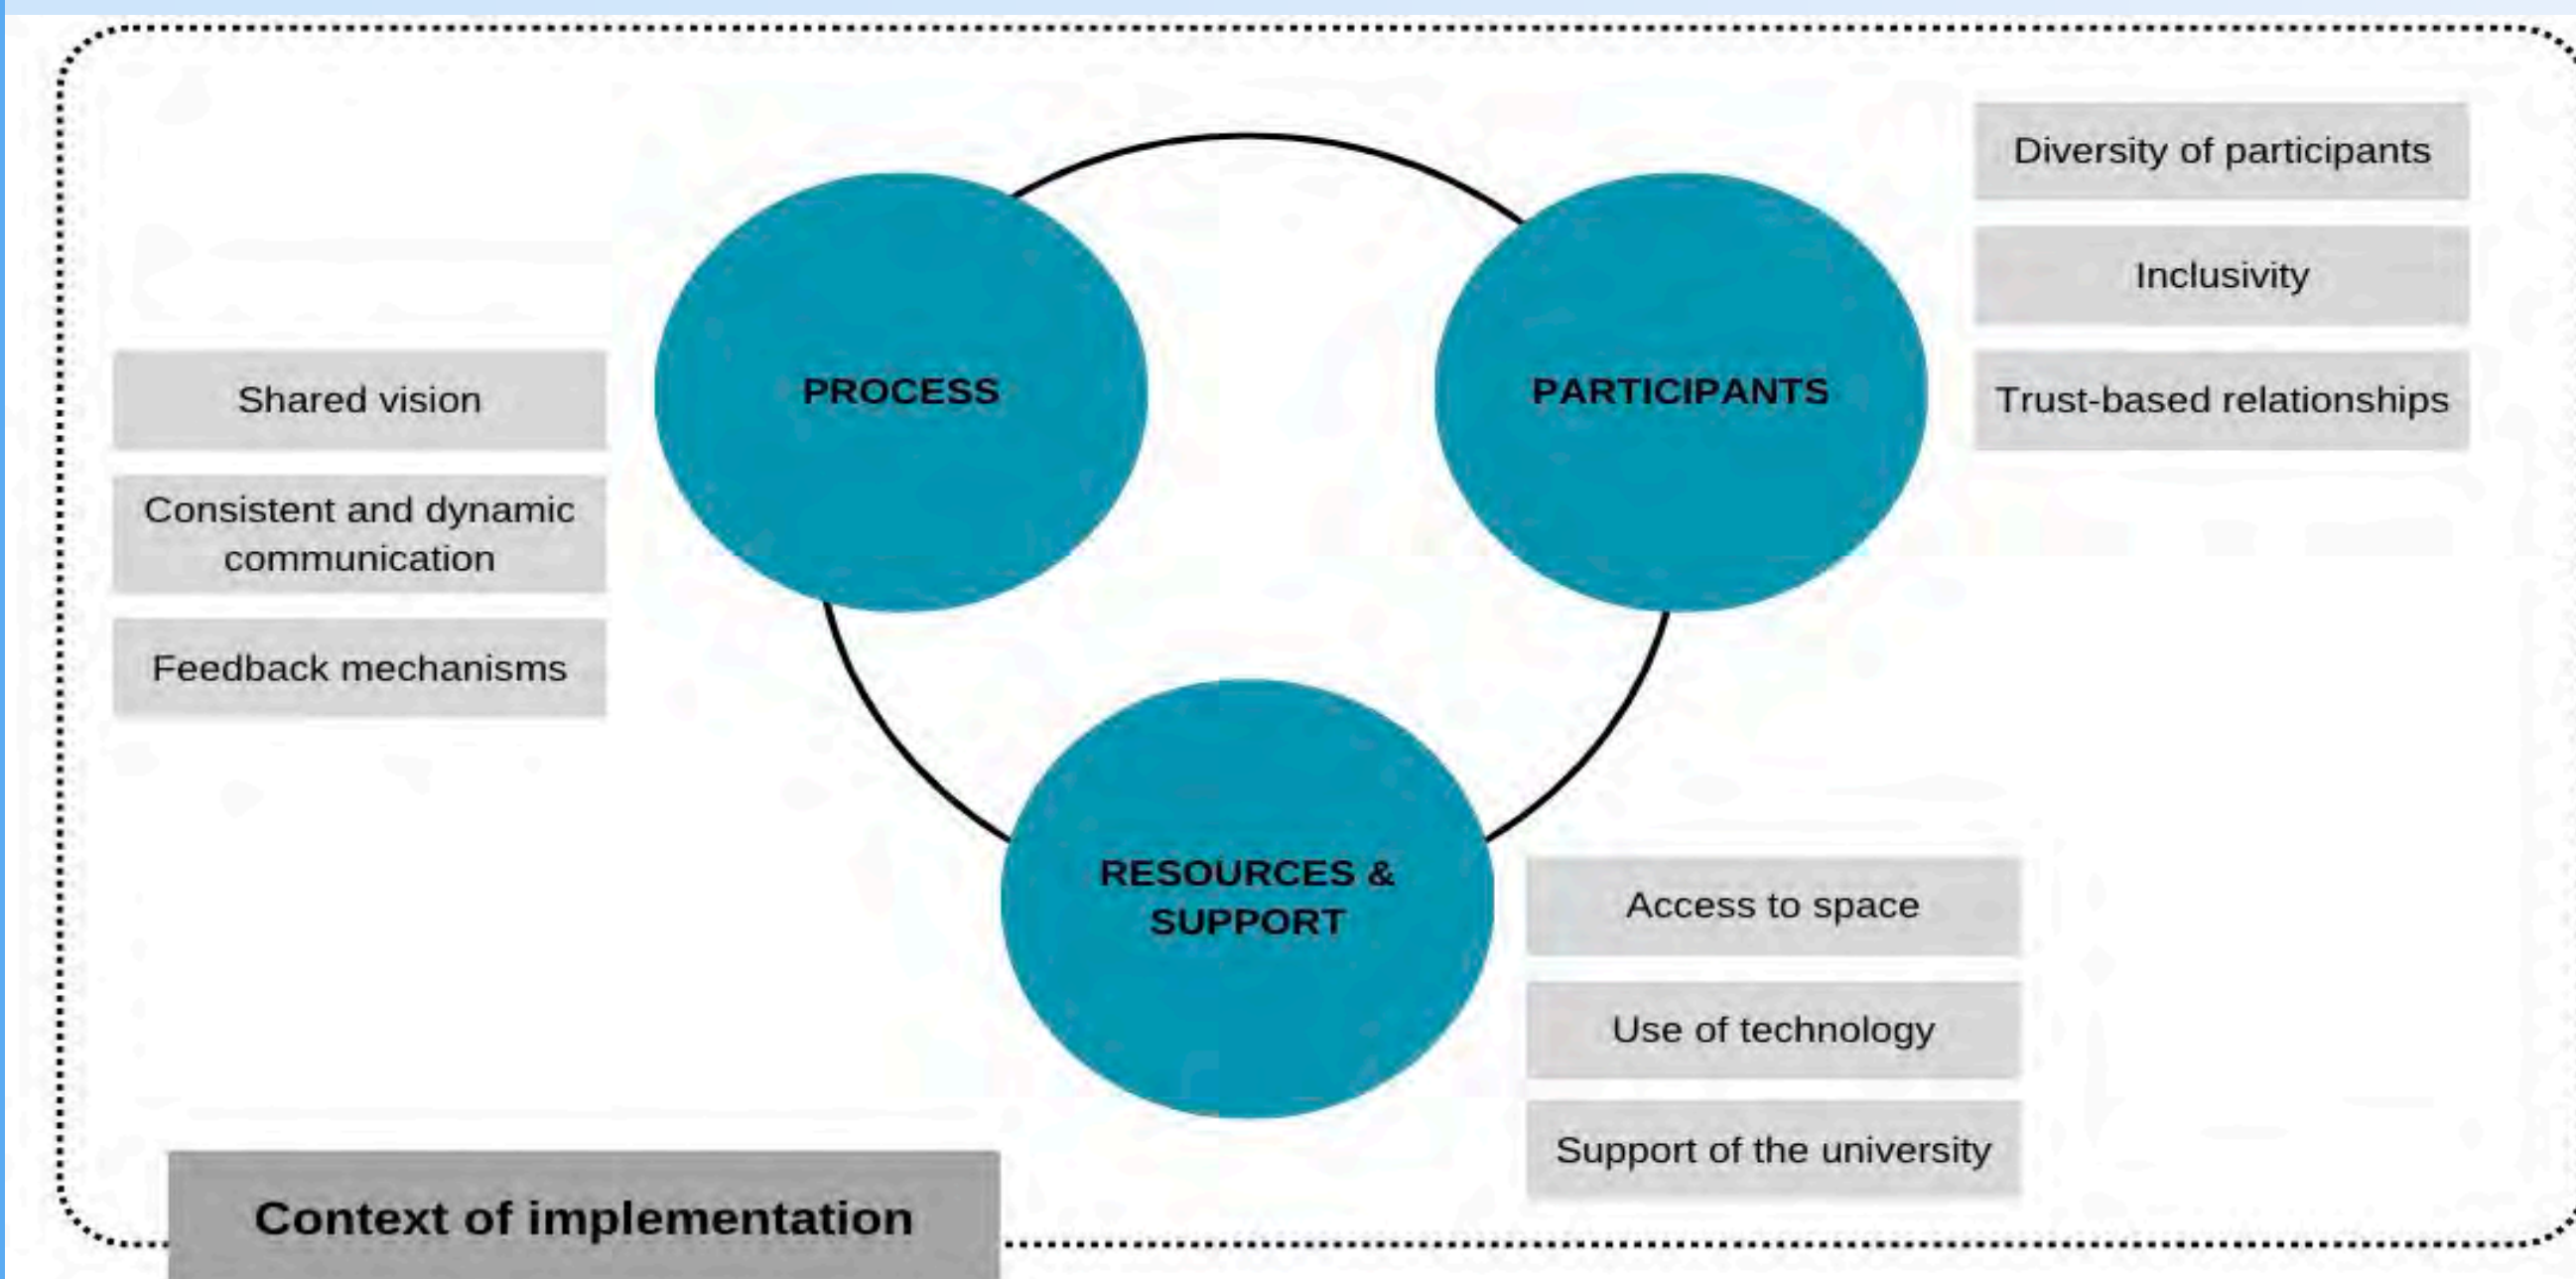 Diversity of participants
Inclusivity
Trust-based relationships
PROCESS
PARTICIPANTS
Shared vision
Consistent and dynamic
communication
Feedback mechanisms
RESOURCES &
SUPPORT
Access to space
Use of technology
Support of the university
Context of implementation